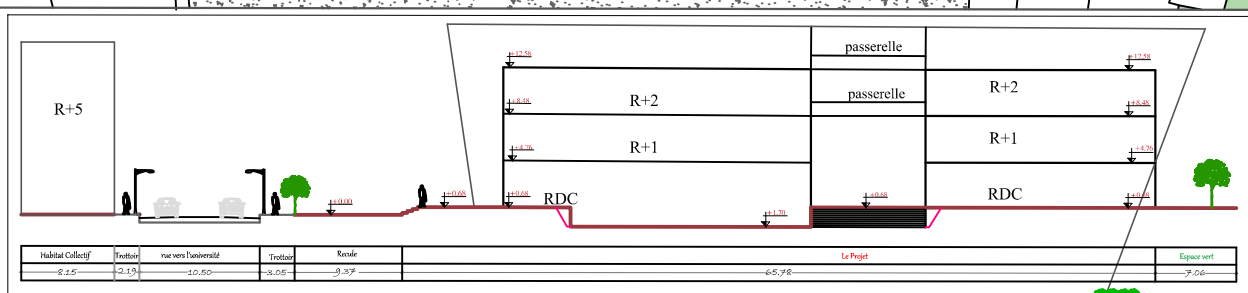 passerelle
+12.58
+12.58
R+5
R+2
passerelle
R+2
+8.48
+8.48
R+1
R+1
+4.76
+4.76
+0.00
+0.68
+0.68
RDC
+0.68
RDC
+0.68
+1.70
Habitat Collectif
Trottoir
rue vers l'université
Trottoir
Recule
Le Projet
Espace vert
8.15
2.19
10.50
3.05
9.37
65.78
7.06